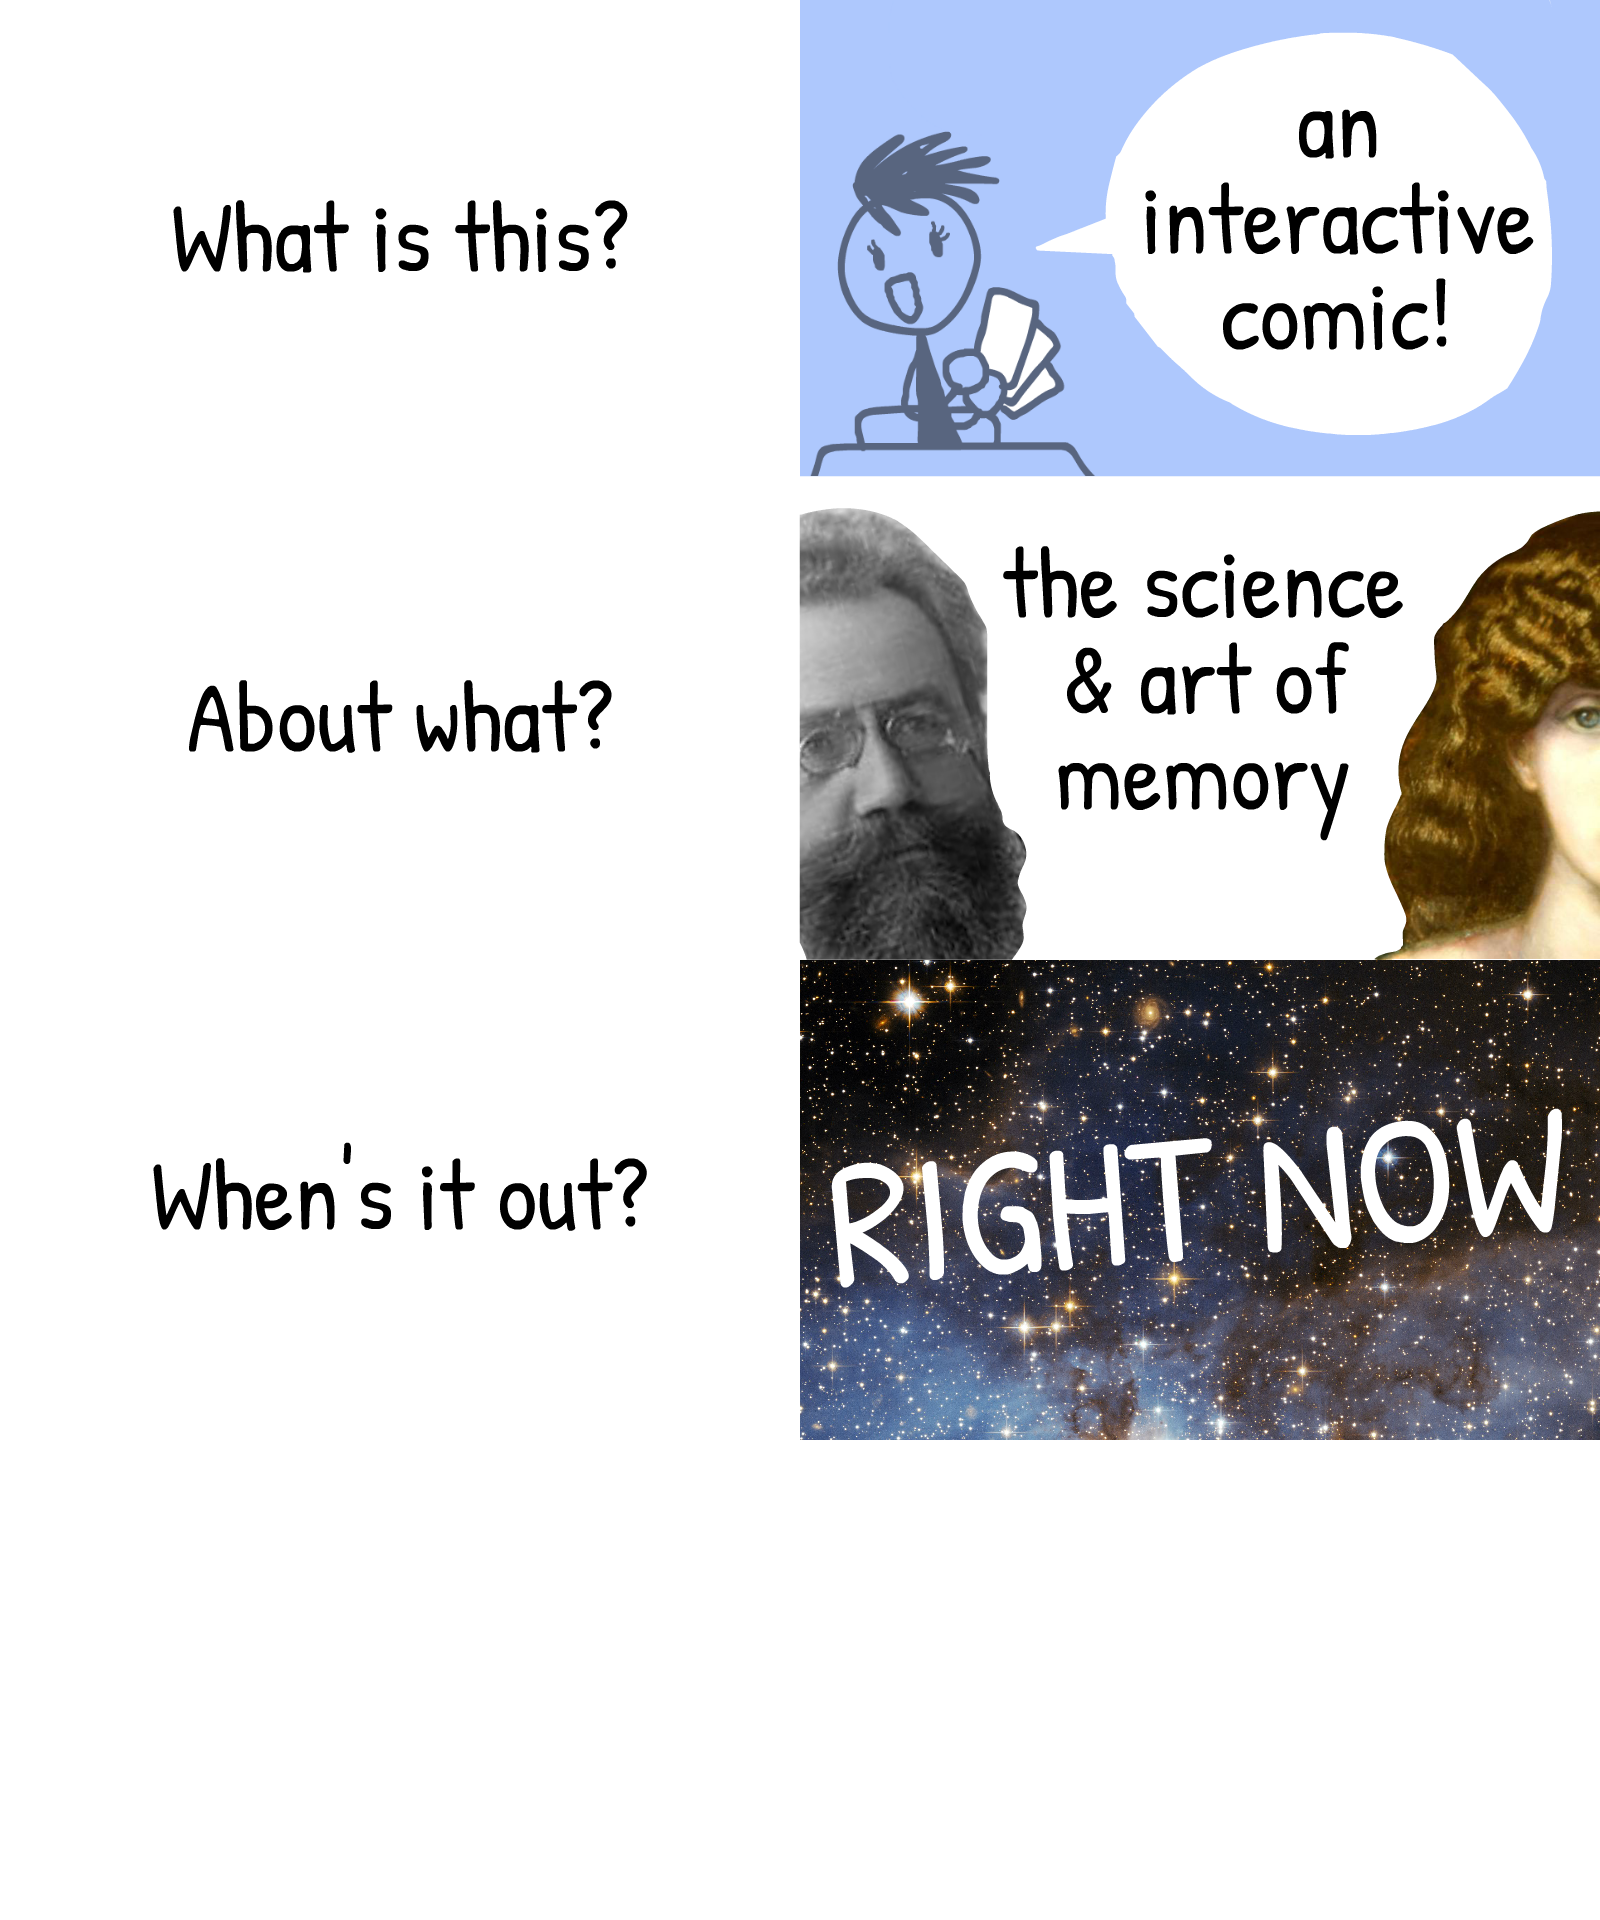 What is this?
an
interactive
comic!
About what?
the science
& art of
memory
When's it out?
RIGHT NOW